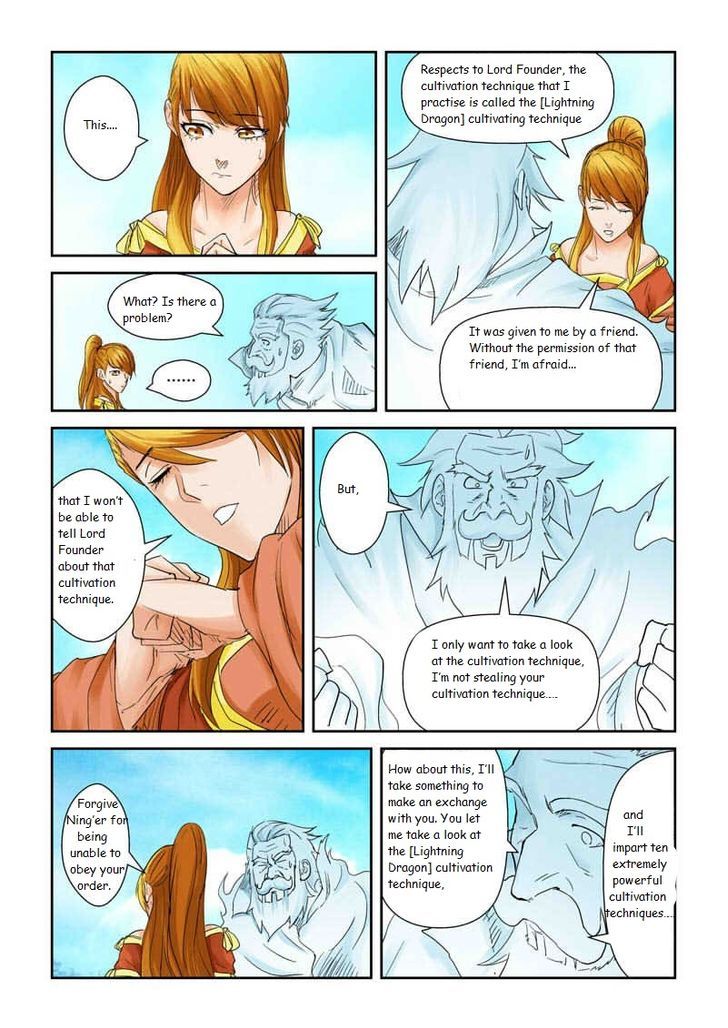 This....
Respects to Lord Founder, the
cultivation technique that I
practise is called the [Lightning
Dragon] cultivating technique
What? Is there a
problem?
......
It was given to me by a friend.
Without the permission of that
friend, I'm afraid...
that I won't
be able to
tell Lord
Founder
about that
cultivation
technique.
But,
I only want to take a look
at the cultivation technique,
I'm not stealing your
cultivation technique....
Forgive
Ning'er for
being
unable to
obey your
order.
How about this, I'll
take something to
make an exchange
with you. You let
me take a look at
the [Lightning
Dragon] cultivation
technique,
and
I'll
impart ten
extremely
powerful
cultivation
techniques...